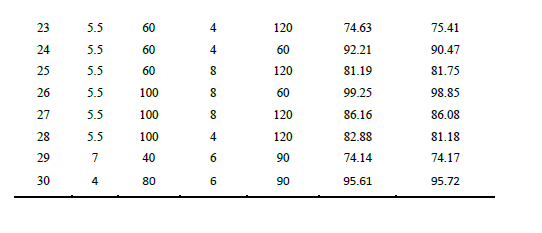 23 5.5 60 4 120 74.63 75.41
24 5.5 60 4 60 92.21 90.47
25 5.5 60 8 120 81.19 81.75
26 5.5 100 8 60 99.25 98.85
27 5.5 100 8 120 86.16 86.08
28 5.5 100 4 120 82.88 81.18
29 7 40 6 90 74.14 74.17
30 4 80 6 90 95.61 95.72